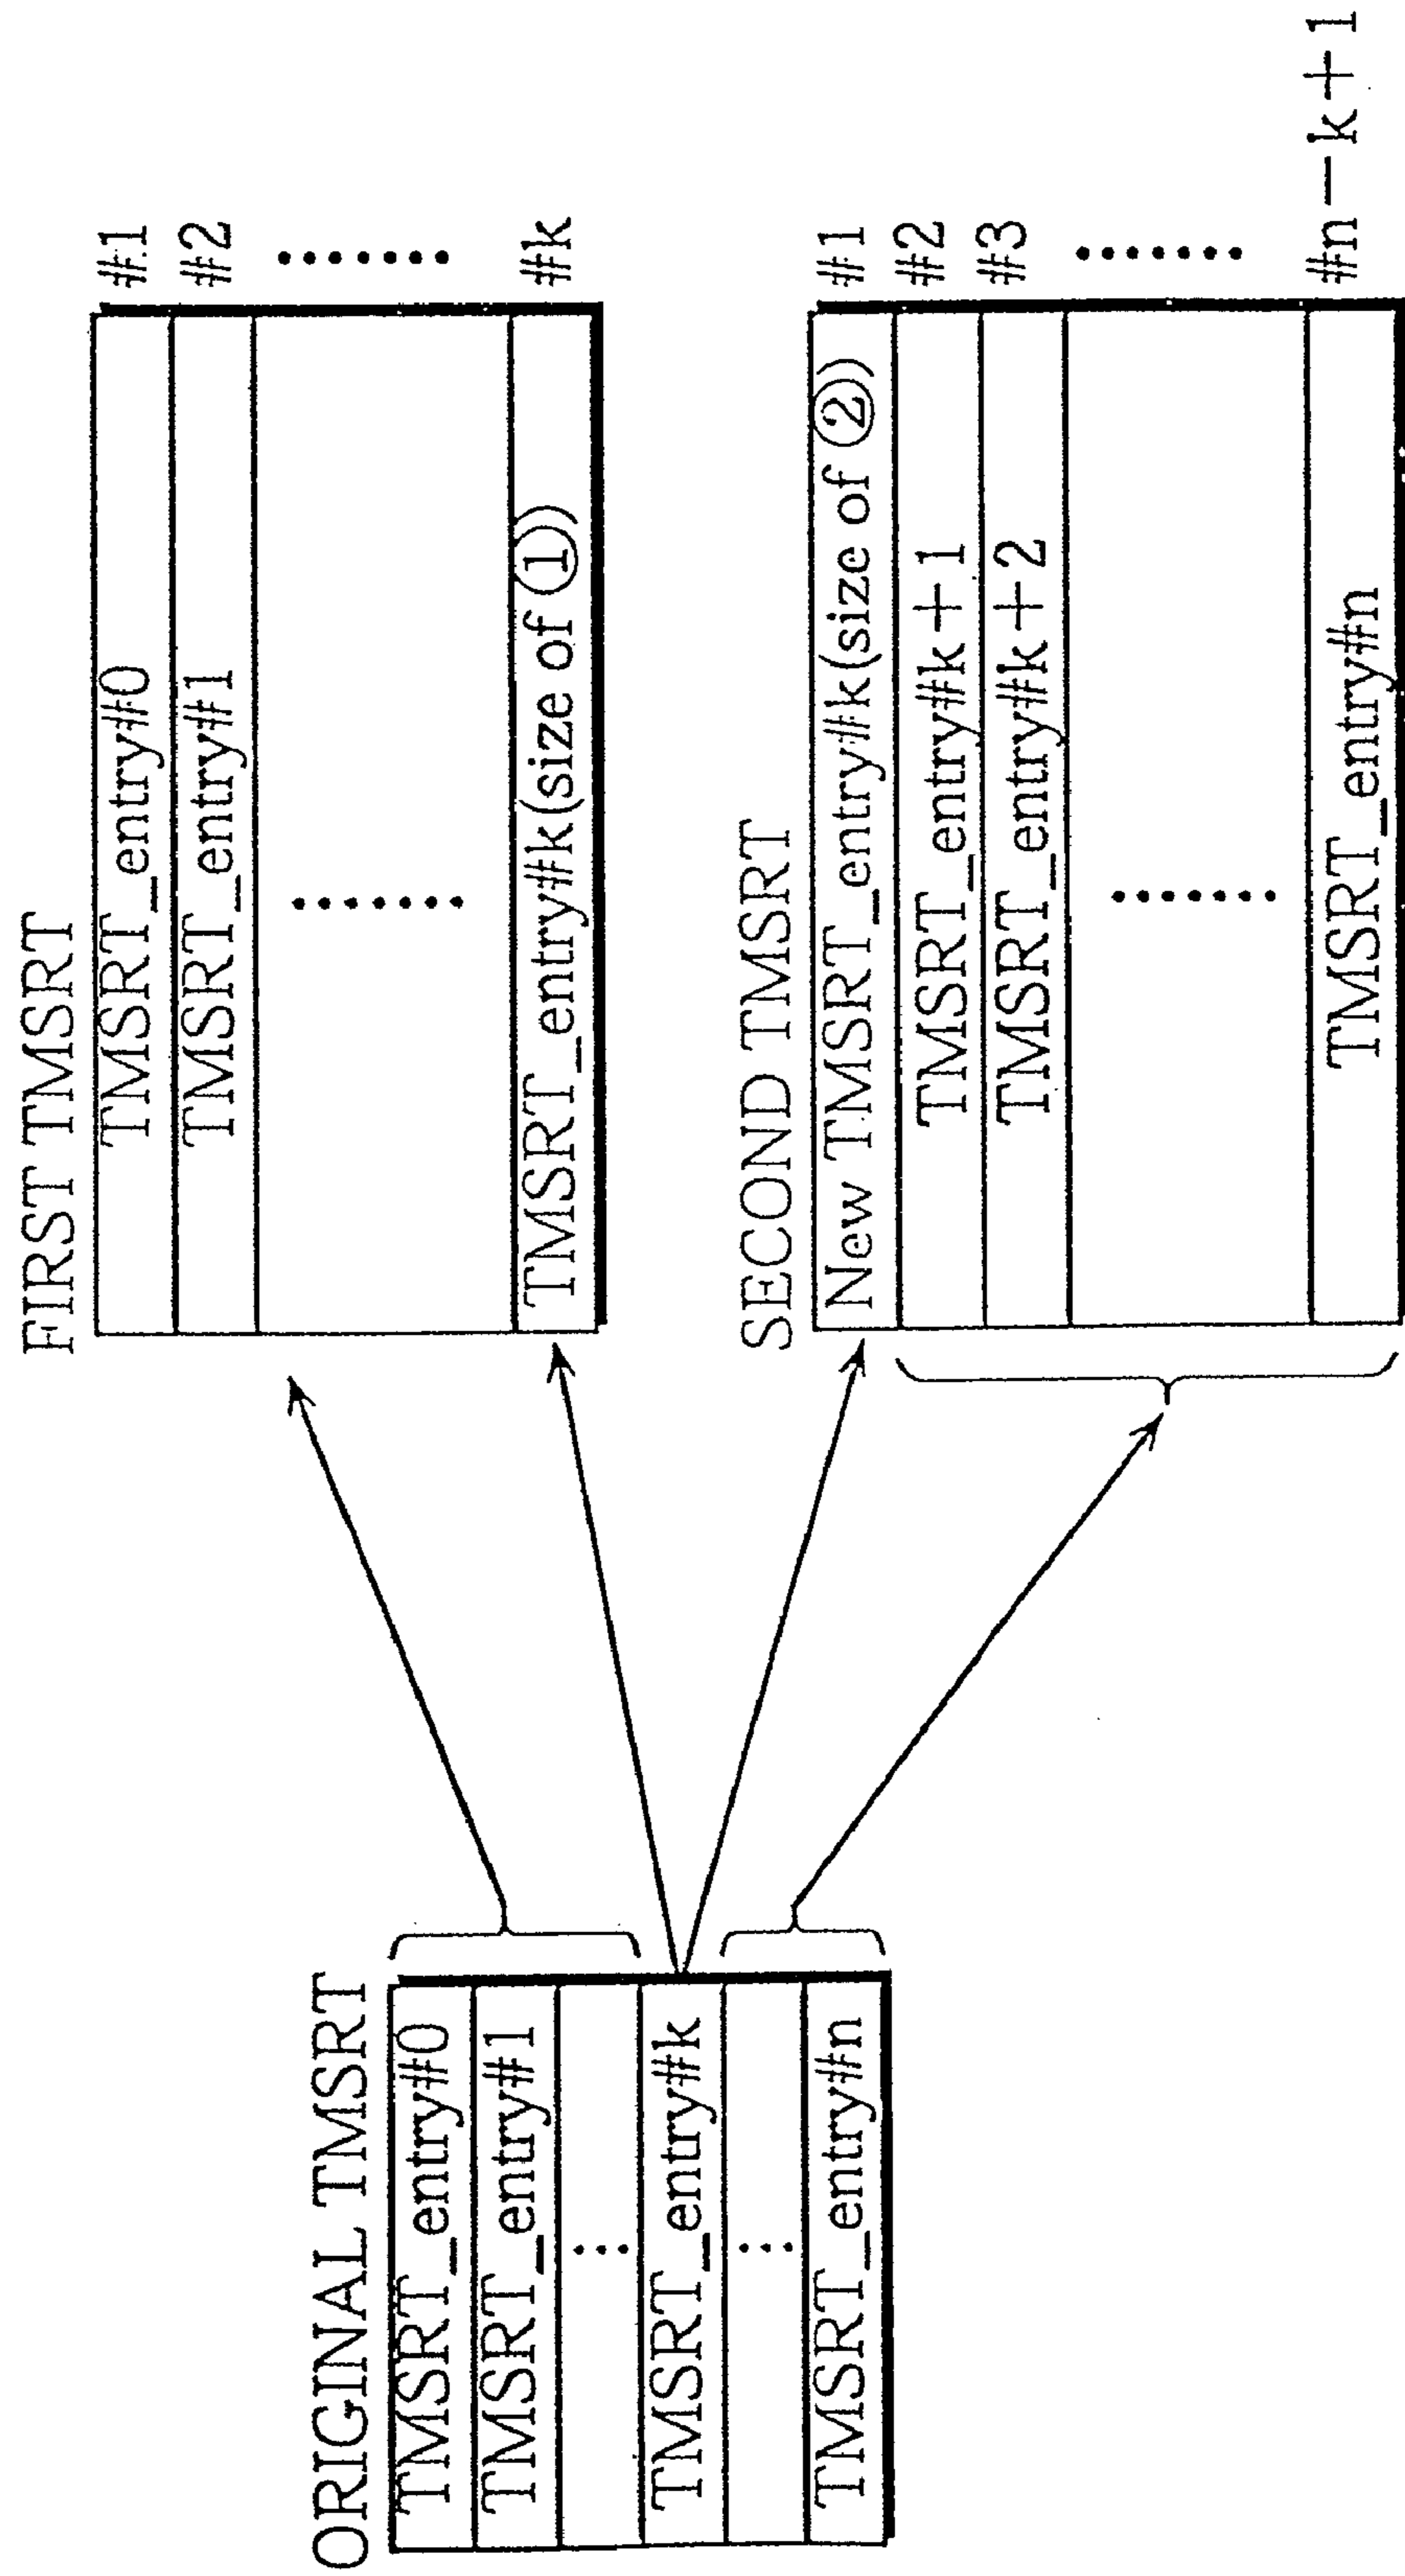 ORIGINAL TMSRT
TMSRT_entry#0
TMSRT_entry#1
...
TMSRT_entry#k
...
TMSRT_entry#n
FIRST TMSRT
TMSRT_entry#0 #1
TMSRT_entry#1 #2
....... .......
TMSRT_entry#k(size of ①) #k
SECOND TMSRT
New TMSRT_entry#k(size of ②) #1
TMSRT_entry#k+1 #2
TMSRT_entry#k+2 #3
....... .......
TMSRT_entry#n #n-k+1